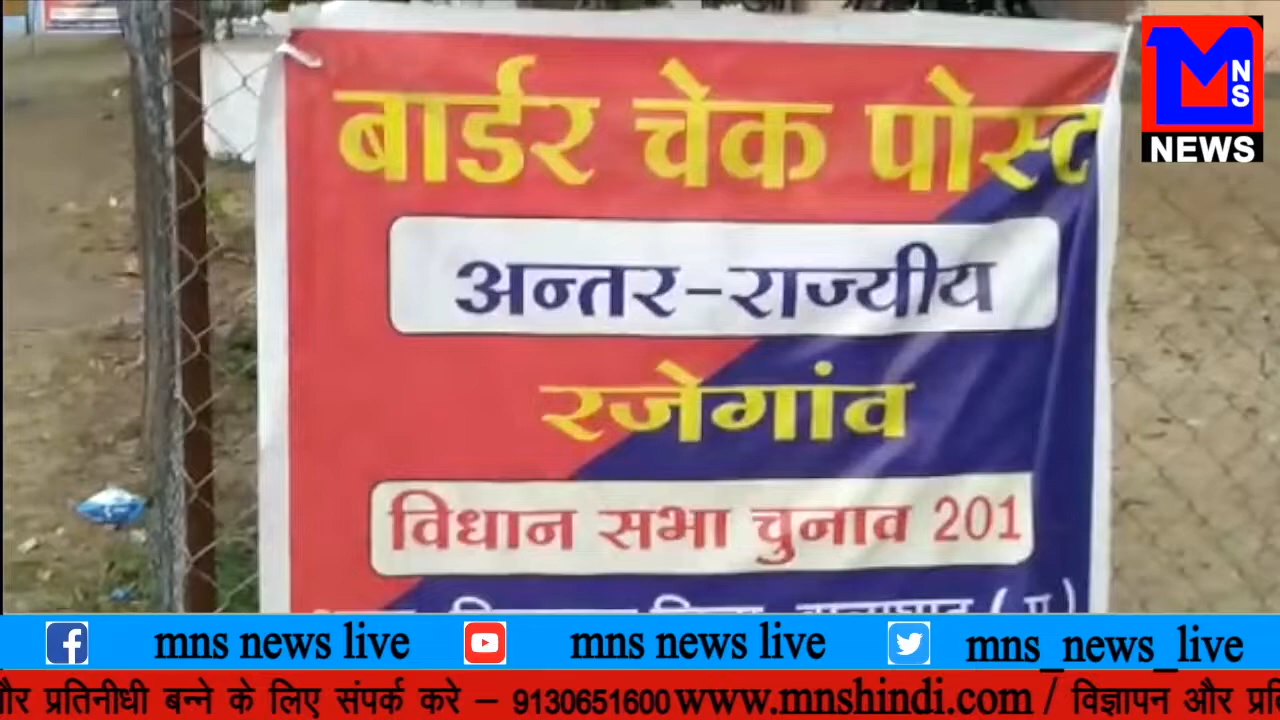 बार्डर चेक पोस्ट
अन्तर-राज्यीय
रजेगांव
विधान सभा चुनाव 201
MNS
NEWS
mns news live
mns news live
mns_news_live
और प्रतिनीधी बन्ने के लिए संपर्क करे – 9130651600 www.mnshindi.com / विज्ञापन और